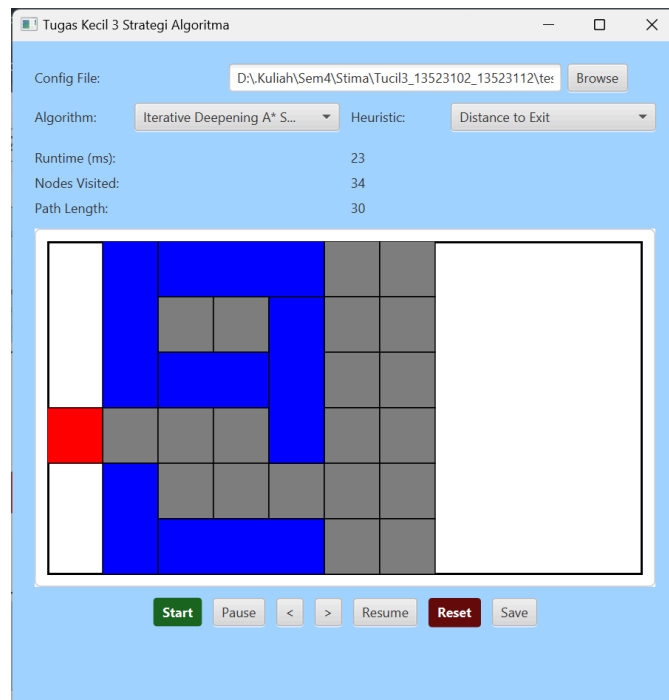 Tugas Kecil 3 Strategi Algoritma
Config File: D:\.Kuliah\Sem4\Stima\Tucil3_13523102_13523112\tes Browse
Algorithm: Iterative Deepening A* S... Heuristic: Distance to Exit
Runtime (ms): 23
Nodes Visited: 34
Path Length: 30
Start Pause < > Resume Reset Save